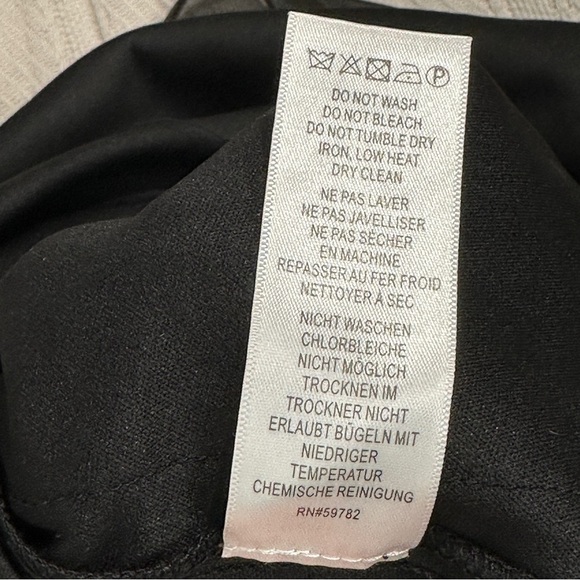 P
DO NOT WASH
DO NOT BLEACH
DO NOT TUMBLE DRY
IRON, LOW HEAT
DRY CLEAN
NE PAS LAVER
NE PAS JAVELLISER
NE PAS SÉCHER
EN MACHINE
REPASSER AU FER FROID
NETTOYER A SEC
NICHT WASCHEN
CHLORBLEICHE
NICHT MÖGLICH
TROCKNEN IM
TROCKNER NICHT
ERLAUBT BÜGELN MIT
NIEDRIGER
TEMPERATUR
CHEMISCHE REINIGUNG
RN#59782